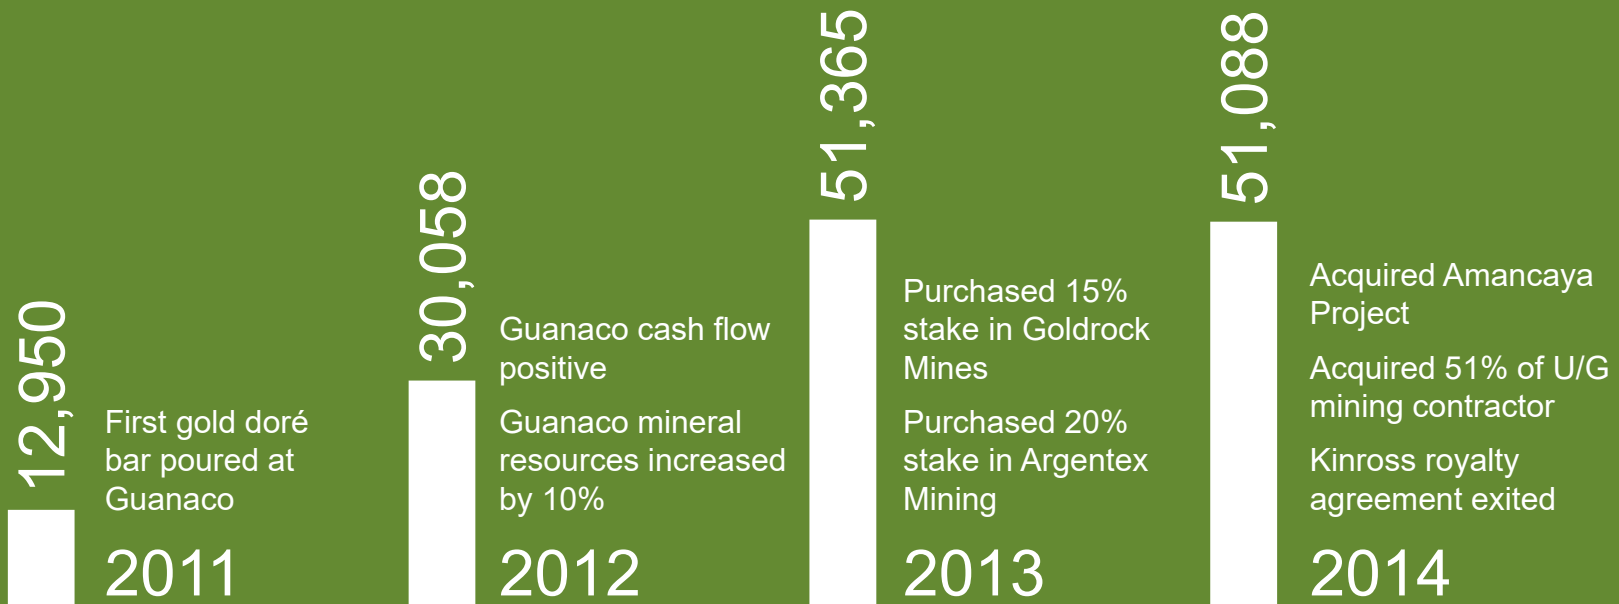 12,950
First gold doré
bar poured at
Guanaco
2011
30,058
Guanaco cash flow
positive
Guanaco mineral
resources increased
by 10%
2012
51,365
Purchased 15%
stake in Goldrock
Mines
Purchased 20%
stake in Argentex
Mining
2013
51,088
Acquired Amancaya
Project
Acquired 51% of U/G
mining contractor
Kinross royalty
agreement exited
2014